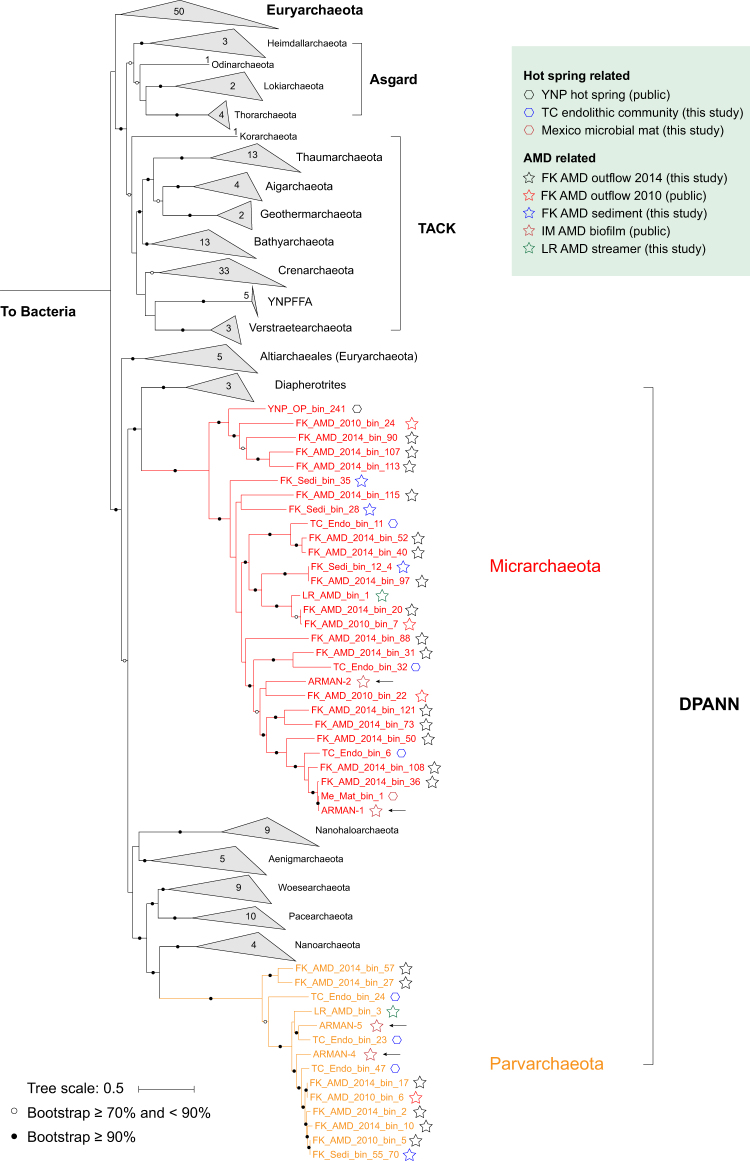 50
Euryarchaeota
3
Heimdallarchaeota
1
Odinarchaeota
2
Lokiarchaeota
Asgard
4
Thorarchaeota
1
Korarchaeota
13
Thaumarchaeota
4
Aigarchaeota
2
Geothermarchaeota
TACK
13
Bathyarchaeota
33
Crenarchaeota
5
YNPFFA
3
Verstraetearchaeota
To Bacteria
5
Altiarchaeales (Euryarchaeota)
3
Diapherotrites
Hot spring related
YNP hot spring (public)
TC endolithic community (this study)
Mexico microbial mat (this study)
AMD related
FK AMD outflow 2014 (this study)
FK AMD outflow 2010 (public)
FK AMD sediment (this study)
IM AMD biofilm (public)
LR AMD streamer (this study)
YNP_OP_bin_241
FK_AMD_2010_bin_24
FK_AMD_2014_bin_90
FK_AMD_2014_bin_107
FK_AMD_2014_bin_113
FK_Sedi_bin_35
FK_AMD_2014_bin_115
FK_Sedi_bin_28
TC_Endo_bin_11
FK_AMD_2014_bin_52
FK_AMD_2014_bin_40
FK_Sedi_bin_12_4
Micrarchaeota
FK_AMD_2014_bin_97
LR_AMD_bin_1
FK_AMD_2014_bin_20
FK_AMD_2010_bin_7
FK_AMD_2014_bin_88
FK_AMD_2014_bin_31
TC_Endo_bin_32
ARMAN-2
FK_AMD_2010_bin_22
DPANN
FK_AMD_2014_bin_121
FK_AMD_2014_bin_73
FK_AMD_2014_bin_50
TC_Endo_bin_6
FK_AMD_2014_bin_108
FK_AMD_2014_bin_36
Me_Mat_bin_1
ARMAN-1
9
Nanohaloarchaeota
5
Aenigmarchaeota
9
Woesearchaeota
10
Pacearchaeota
4
Nanoarchaeota
FK_AMD_2014_bin_57
FK_AMD_2014_bin_27
TC_Endo_bin_24
LR_AMD_bin_3
ARMAN-5
TC_Endo_bin_23
ARMAN-4
Parvarchaeota
TC_Endo_bin_47
FK_AMD_2014_bin_17
FK_AMD_2010_bin_6
FK_AMD_2014_bin_2
FK_AMD_2014_bin_10
FK_AMD_2010_bin_5
FK_Sedi_bin_55_70
Tree scale: 0.5
Bootstrap ≥ 70% and < 90%
Bootstrap ≥ 90%